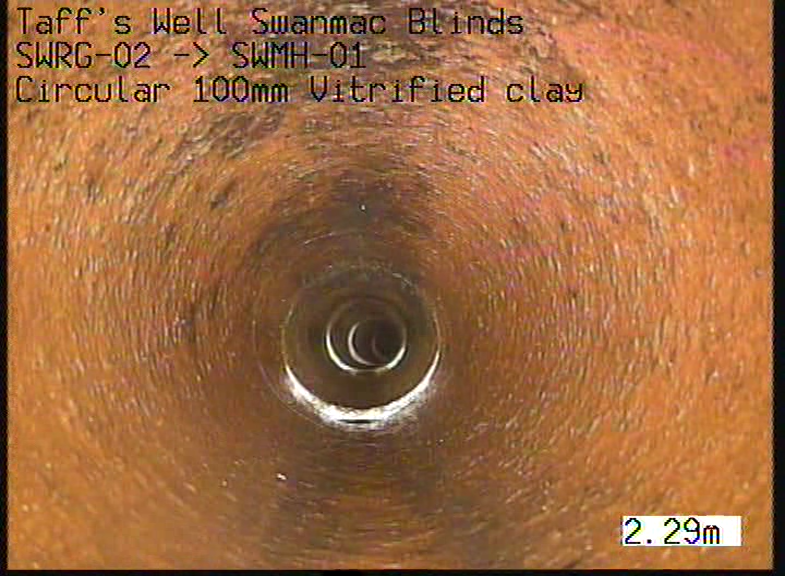 Taff's Well Swanmac Blinds
SWRG-02 -> SWMH-01
Circular 100mm Vitrified clay
2.29m